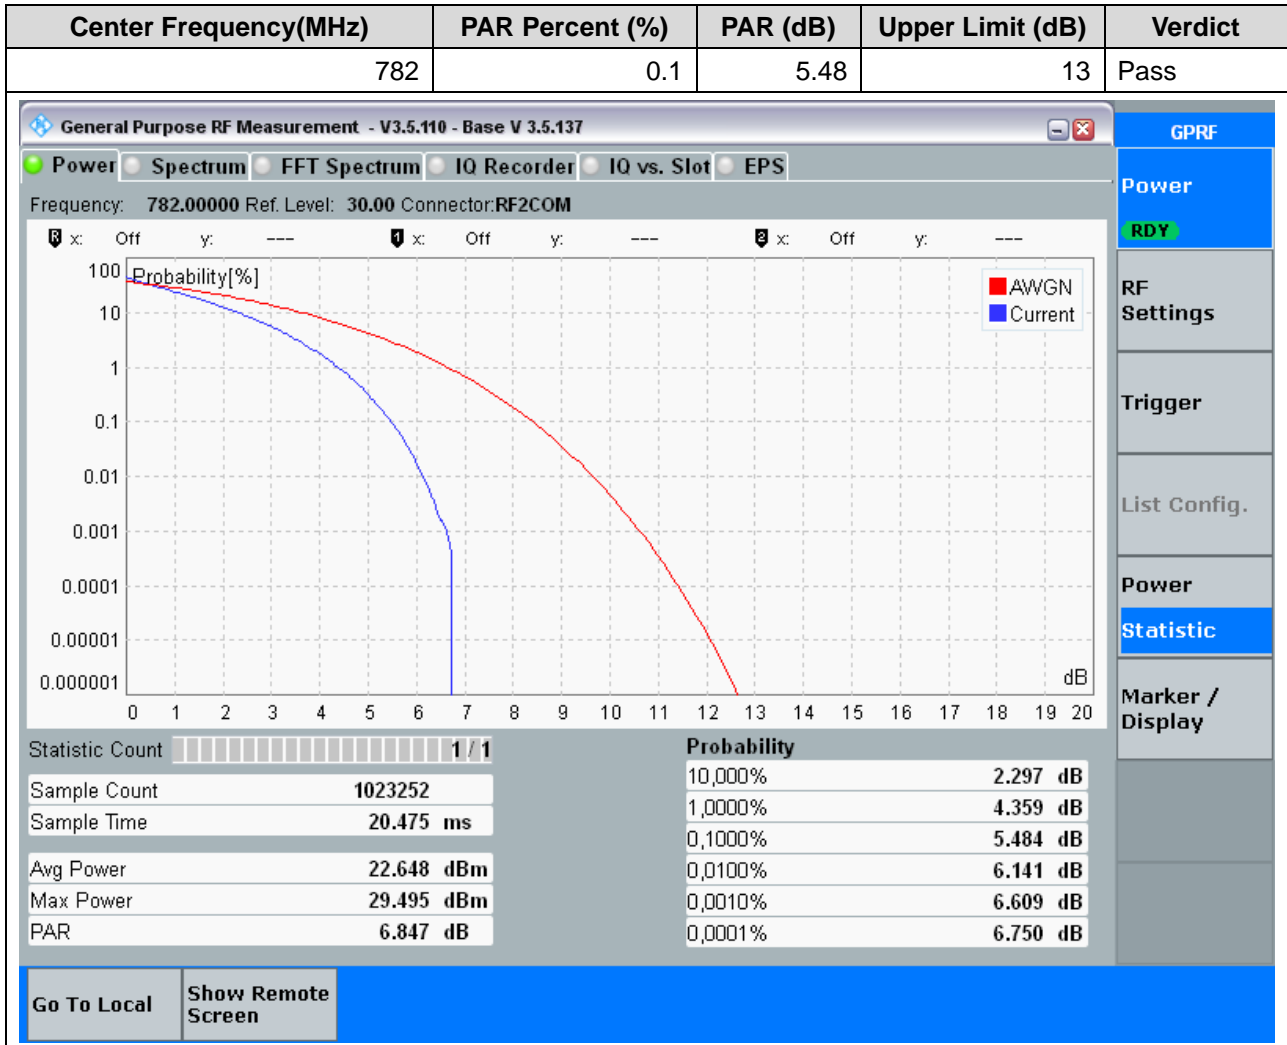 Center Frequency(MHz) PAR Percent (%) PAR (dB) Upper Limit (dB) Verdict
782 0.1 5.48 13 Pass
General Purpose RF Measurement - V3.5.110 - Base V 3.5.137
GPRF
Power Spectrum FFT Spectrum IQ Recorder IQ vs. Slot EPS
Frequency: 782.00000 Ref. Level: 30.00 Connector:RF2COM
R x: Off y: --- 1 x: Off y: --- 2 x: Off y: ---
Probability[%]
AWGN
Current
100
10
1
0.1
0.01
0.001
0.0001
0.00001
0.000001
dB
0 1 2 3 4 5 6 7 8 9 10 11 12 13 14 15 16 17 18 19 20
Statistic Count 1 / 1
Sample Count 1023252
Sample Time 20.475 ms
Avg Power 22.648 dBm
Max Power 29.495 dBm
PAR 6.847 dB
Probability
10,000% 2.297 dB
1,0000% 4.359 dB
0,1000% 5.484 dB
0,0100% 6.141 dB
0,0010% 6.609 dB
0,0001% 6.750 dB
Power
RDY
RF
Settings
Trigger
List Config.
Power
Statistic
Marker /
Display
Go To Local
Show Remote
Screen